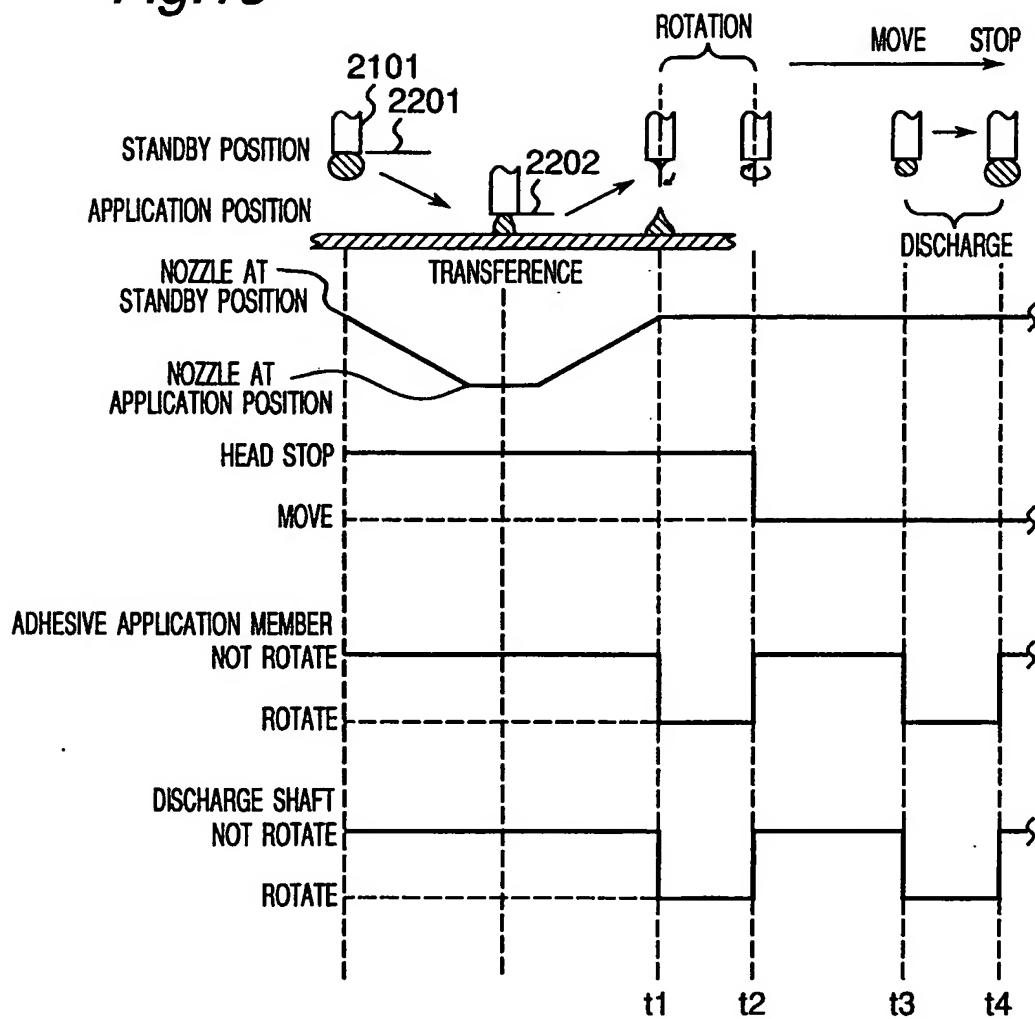 ROTATION
MOVE STOP
2101
2201
STANDBY POSITION
2202
APPLICATION POSITION
DISCHARGE
NOZZLE AT
STANDBY POSITION
TRANSFERENCE
NOZZLE AT
APPLICATION POSITION
HEAD STOP
MOVE
ADHESIVE APPLICATION MEMBER
NOT ROTATE
ROTATE
DISCHARGE SHAFT
NOT ROTATE
ROTATE
t1 t2 t3 t4